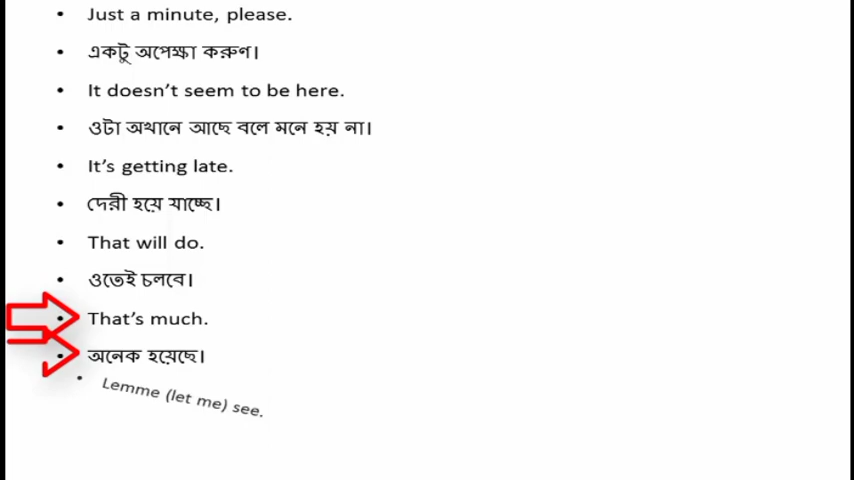 Just a minute, please.
একটু অপেক্ষা করুণ।
It doesn't seem to be here.
ওটা অখানে আছে বলে মনে হয় না।
It's getting late.
দেরী হয়ে যাচ্ছে।
That will do.
ওতেই চলবে।
That's much.
অনেক হয়েছে।
Lemme (let me) see.